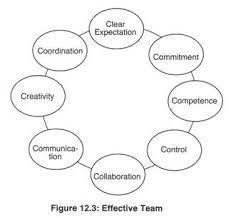 Clear
Expectation
Coordination
Commitment
Creativity
Competence
Communica-
tion
Control
Collaboration
Figure 12.3: Effective Team